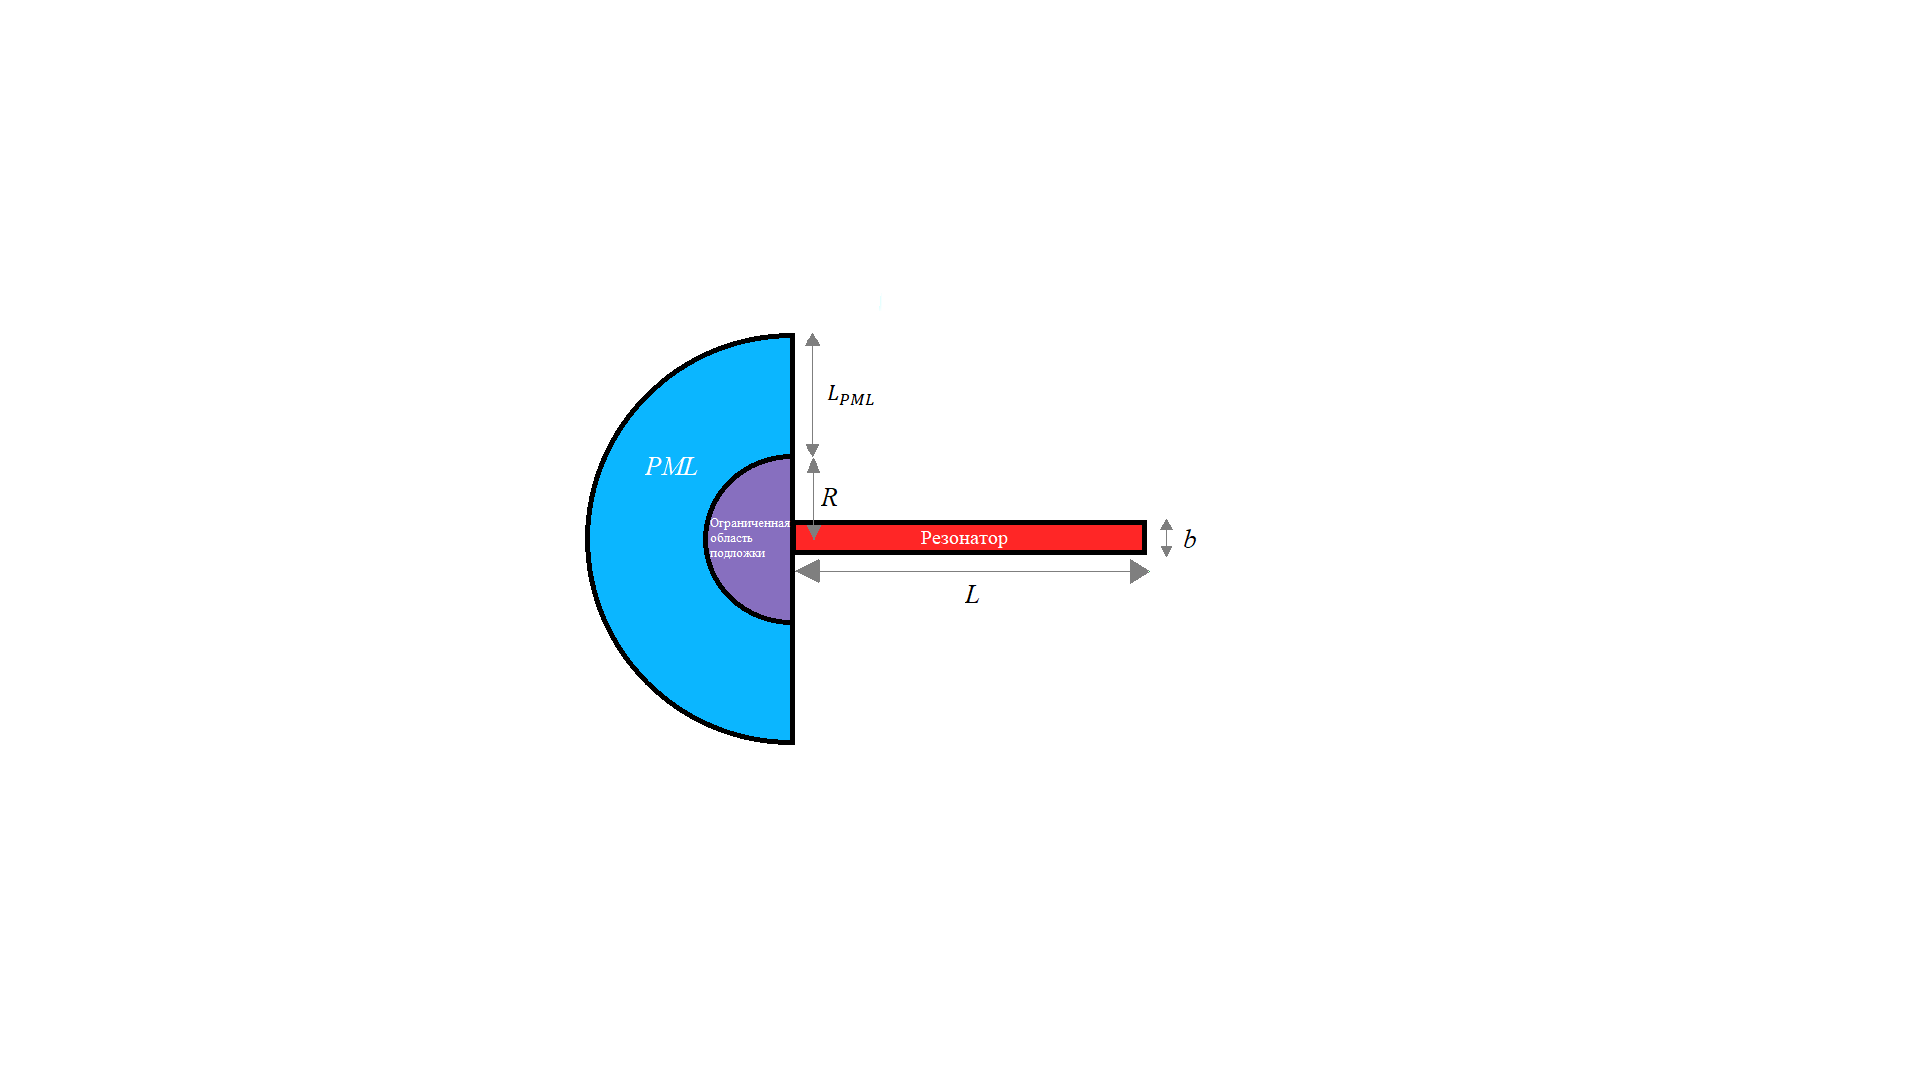 L_PML
PML
R
Ограниченная
область
подложки
Резонатор
b
L